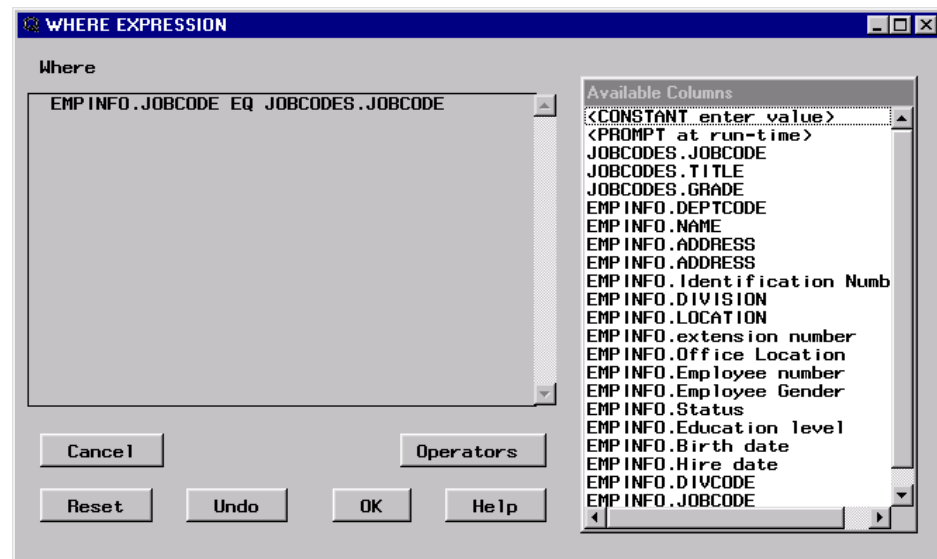 WHERE EXPRESSION
Where
EMPINFO.JOBCODE EQ JOBCODES.JOBCODE
Available Columns
<CONSTANT enter value>
<PROMPT at run-time>
JOBCODES.JOBCODE
JOBCODES.TITLE
JOBCODES.GRADE
EMPINFO.DEPTCODE
EMPINFO.NAME
EMPINFO.ADDRESS
EMPINFO.ADDRESS
EMPINFO.Identification Numb
EMPINFO.DIVISION
EMPINFO.LOCATION
EMPINFO.extension number
EMPINFO.Office Location
EMPINFO.Employee number
EMPINFO.Employee Gender
EMPINFO.Status
EMPINFO.Education level
EMPINFO.Birth date
EMPINFO.Hire date
EMPINFO.DIVCODE
EMPINFO.JOBCODE
Cancel
Operators
Reset
Undo
OK
Help